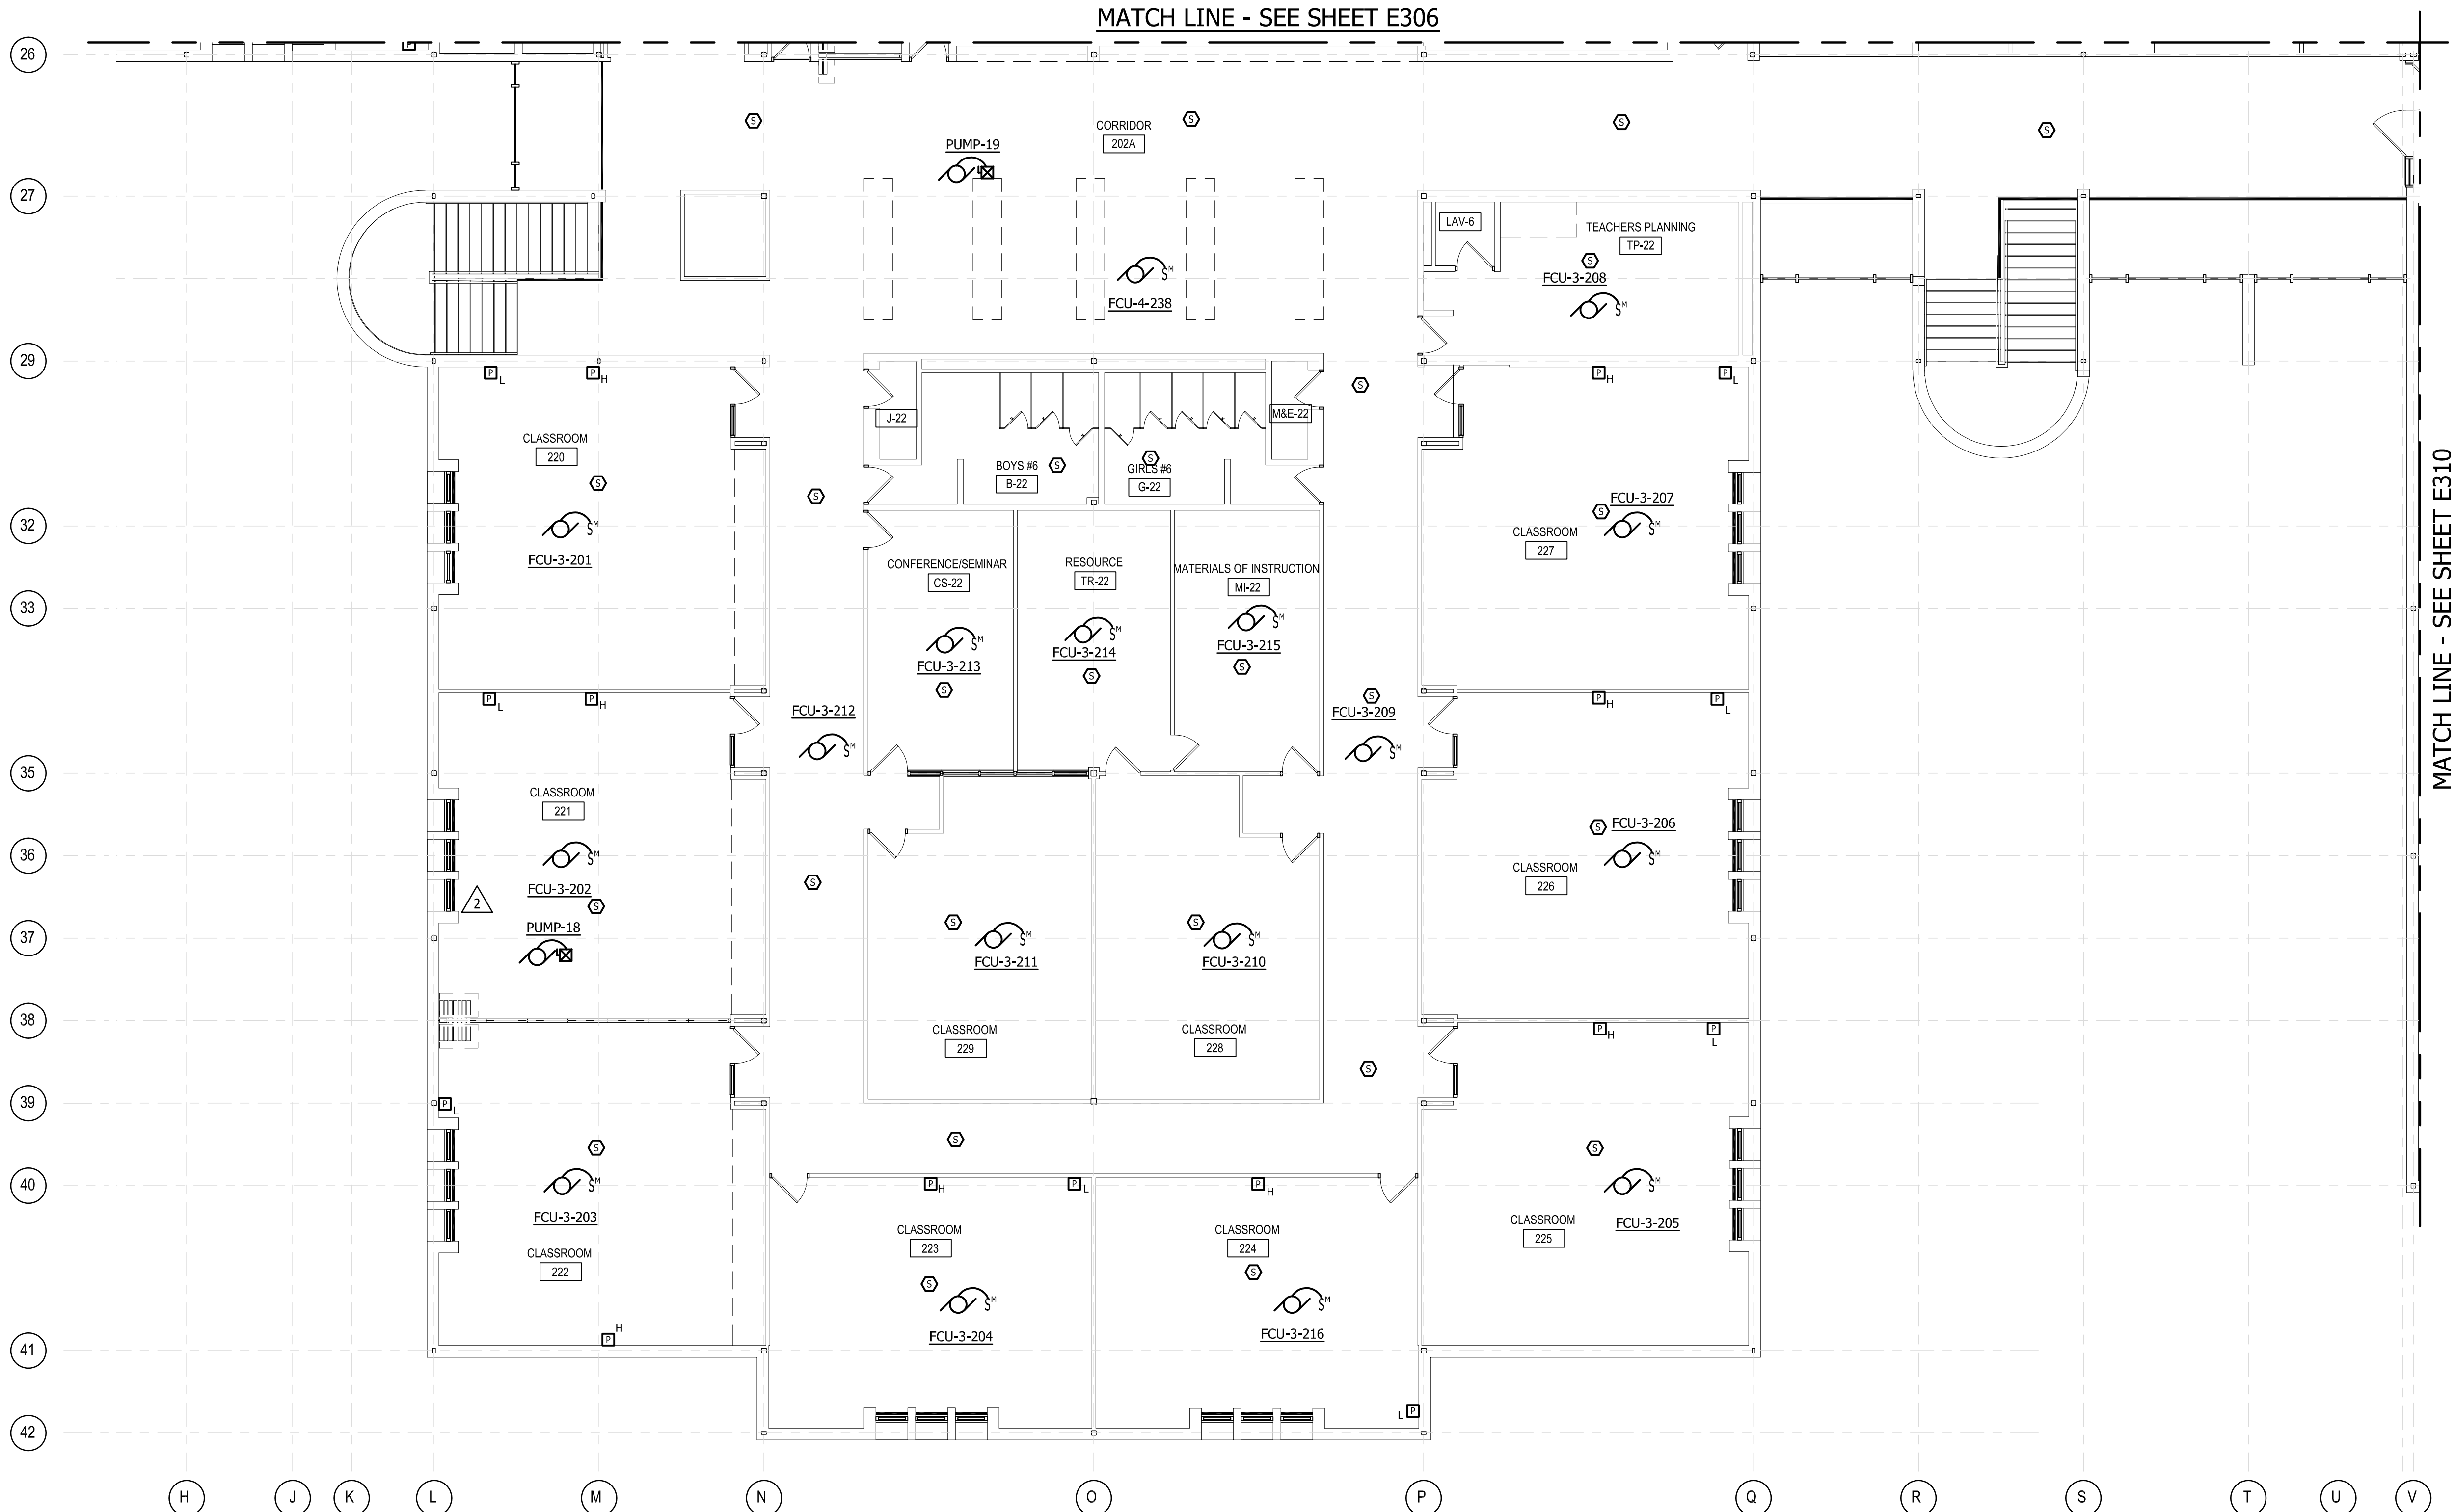 MATCH LINE - SEE SHEET E306
26
P
S
S
CORRIDOR
202A
S
S
PUMP-19
27
LAV-6
TEACHERS PLANNING
TP-22
S
FCU-3-208
S M
S M
FCU-4-238
29
P L
P H
P H
P L
S
J-22
M&E-22
CLASSROOM
220
S
BOYS #6
B-22
S
S
GIRLS #6
G-22
S
FCU-3-207
S
S M
32
S M
FCU-3-201
CLASSROOM
227
CONFERENCE/SEMINAR
CS-22
RESOURCE
TR-22
MATERIALS OF INSTRUCTION
MI-22
33
S M
FCU-3-213
S
S M
FCU-3-214
S
S M
FCU-3-215
S
MATCH LINE - SEE SHEET E310
P L
P H
FCU-3-212
S M
S
FCU-3-209
S M
P H
P L
35
CLASSROOM
221
S M
FCU-3-202
S
2
36
S
S
FCU-3-206
S M
CLASSROOM
226
37
PUMP-18
S
S M
FCU-3-211
S
S M
FCU-3-210
38
CLASSROOM
229
CLASSROOM
228
P H
P L
S
39
P L
S
S
S
40
S M
FCU-3-203
CLASSROOM
222
P H
P L
P H
S M
CLASSROOM
223
S
S M
FCU-3-204
CLASSROOM
224
S
S M
FCU-3-216
CLASSROOM
225
FCU-3-205
H
P
41
L P
42
H
J
K
L
M
N
O
P
Q
R
S
T
U
V